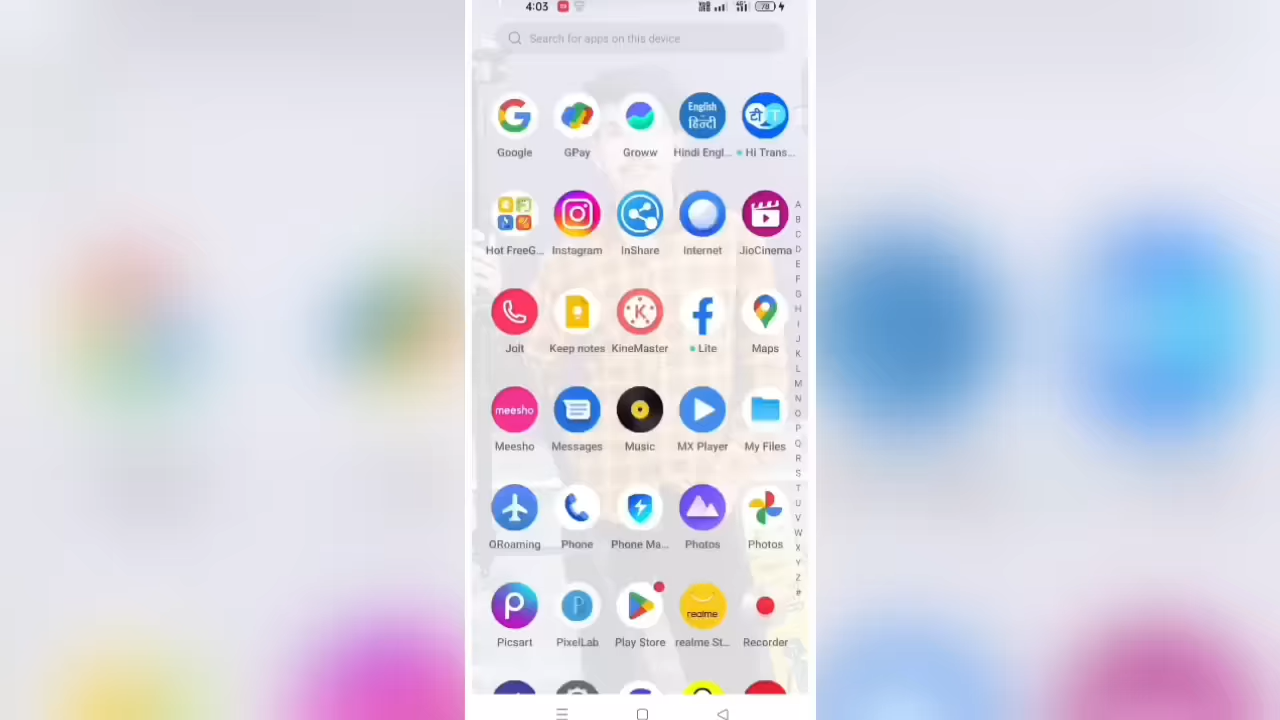 4:03 78
Search for apps on this device
English
हिन्दी
टी T
Google GPay Groww Hindi Engl... Hi Trans...
A
B
C
D
E
F
G
H
I
J
K
L
M
N
O
P
Q
R
S
T
U
V
W
X
Y
Z
#
Hot FreeG... Instagram InShare Internet JioCinema
K
JoIt Keep notes KineMaster Lite Maps
meesho
Meesho Messages Music MX Player My Files
ORoaming Phone Phone Ma... Photos Photos
realme
Picsart PixelLab Play Store realme St... Recorder